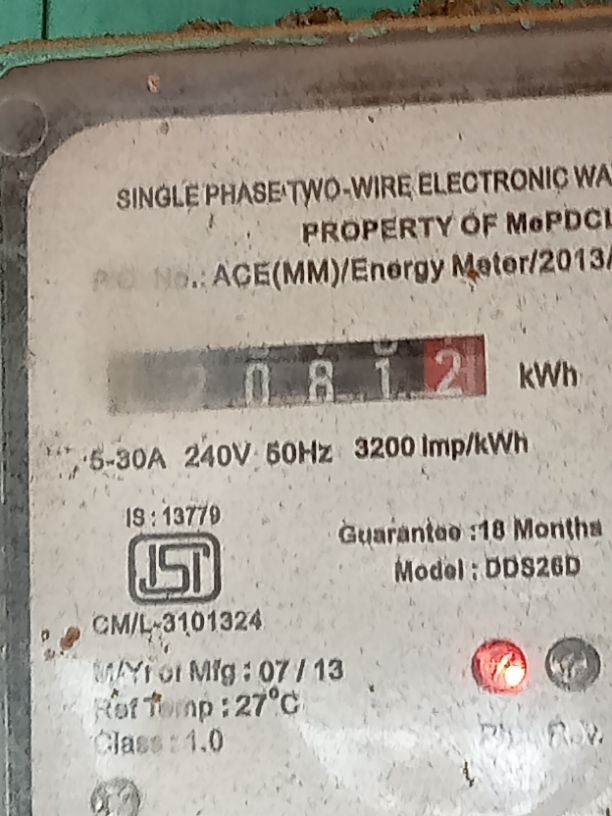 SINGLE PHASE TWO-WIRE ELECTRONIC
PROPERTY OF MePDCL
No.: ACE(MM)/Energy Meter/2013/
0812 kWh
5-30A 240V 50Hz 3200 Imp/kWh
IS : 13779
Guarantee :18 Months
ISI
Model : DDS26D
CM/L-3101324
M/Yr of Mfg : 07 / 13
Ref Temp : 27°C
Class : 1.0